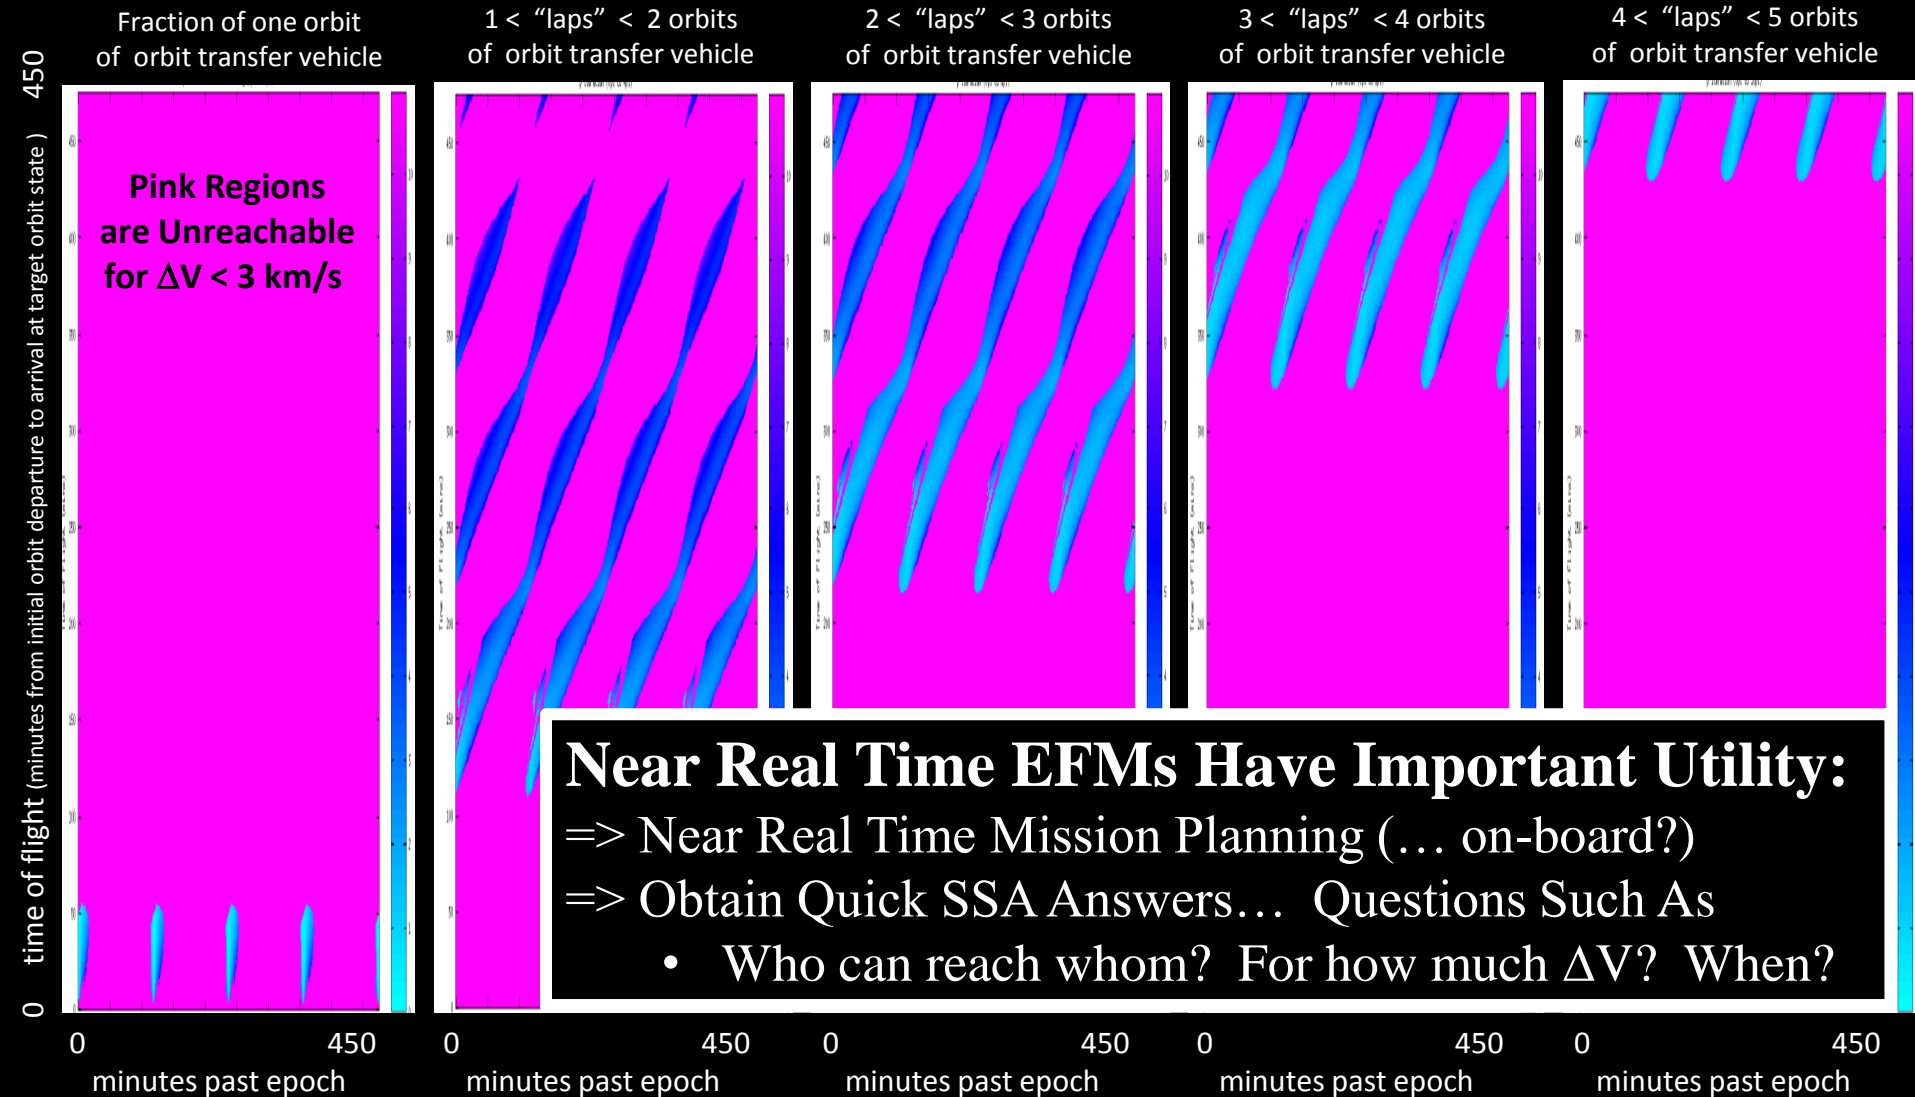 Fraction of one orbit
of orbit transfer vehicle
1 < “laps” < 2 orbits
of orbit transfer vehicle
2 < “laps” < 3 orbits
of orbit transfer vehicle
3 < “laps” < 4 orbits
of orbit transfer vehicle
4 < “laps” < 5 orbits
of orbit transfer vehicle
0 time of flight (minutes from initial orbit departure to arrival at target orbit state ) 450
Pink Regions
are Unreachable
for ΔV < 3 km/s
Near Real Time EFMs Have Important Utility:
=> Near Real Time Mission Planning (… on-board?)
=> Obtain Quick SSA Answers… Questions Such As
• Who can reach whom? For how much ΔV? When?
0 450
minutes past epoch
0 450
minutes past epoch
0 450
minutes past epoch
0 450
minutes past epoch
0 450
minutes past epoch